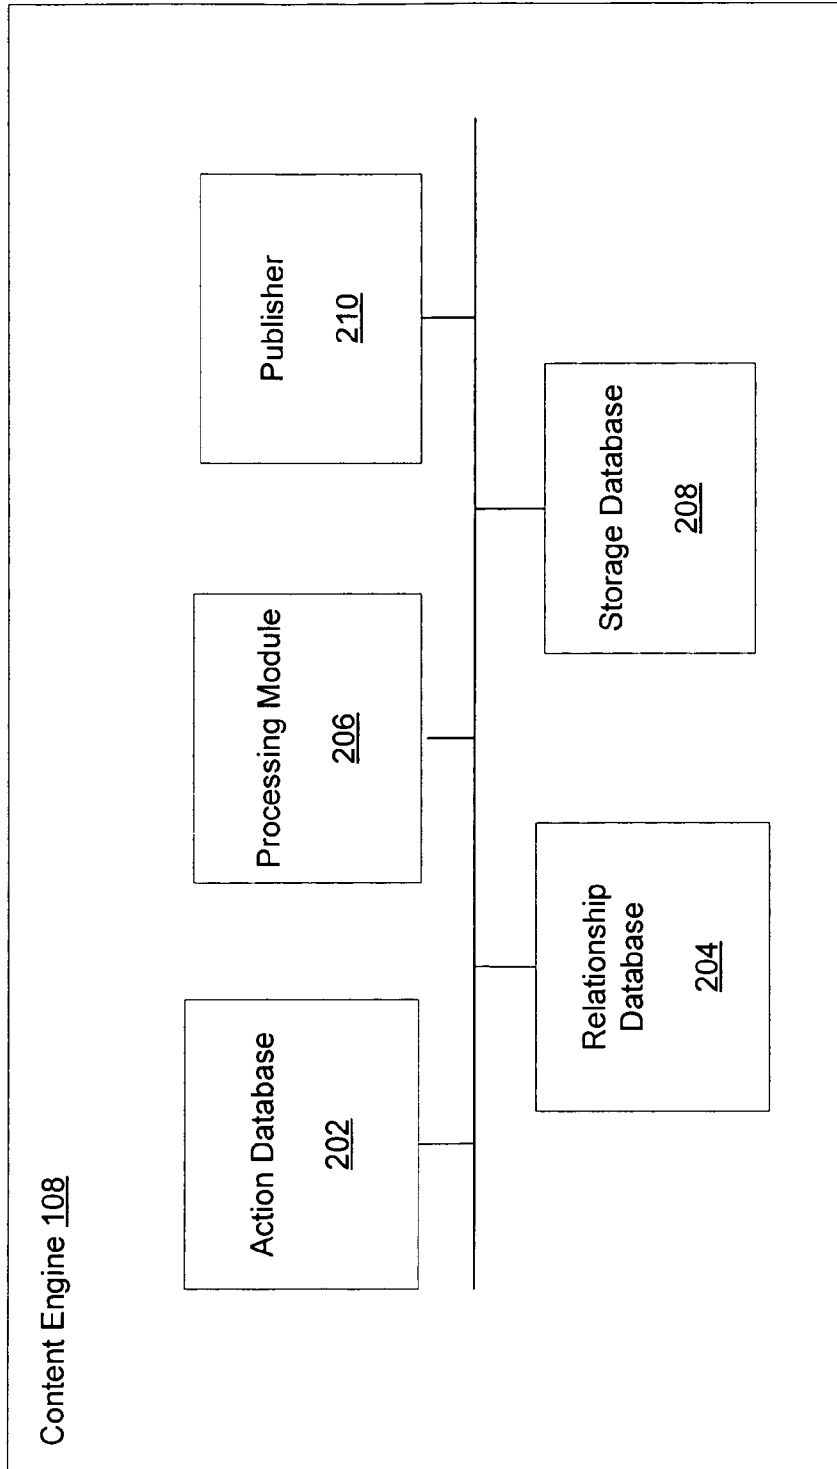 Content Engine 108
Action Database
202
Processing Module
206
Publisher
210
Relationship
Database
204
Storage Database
208